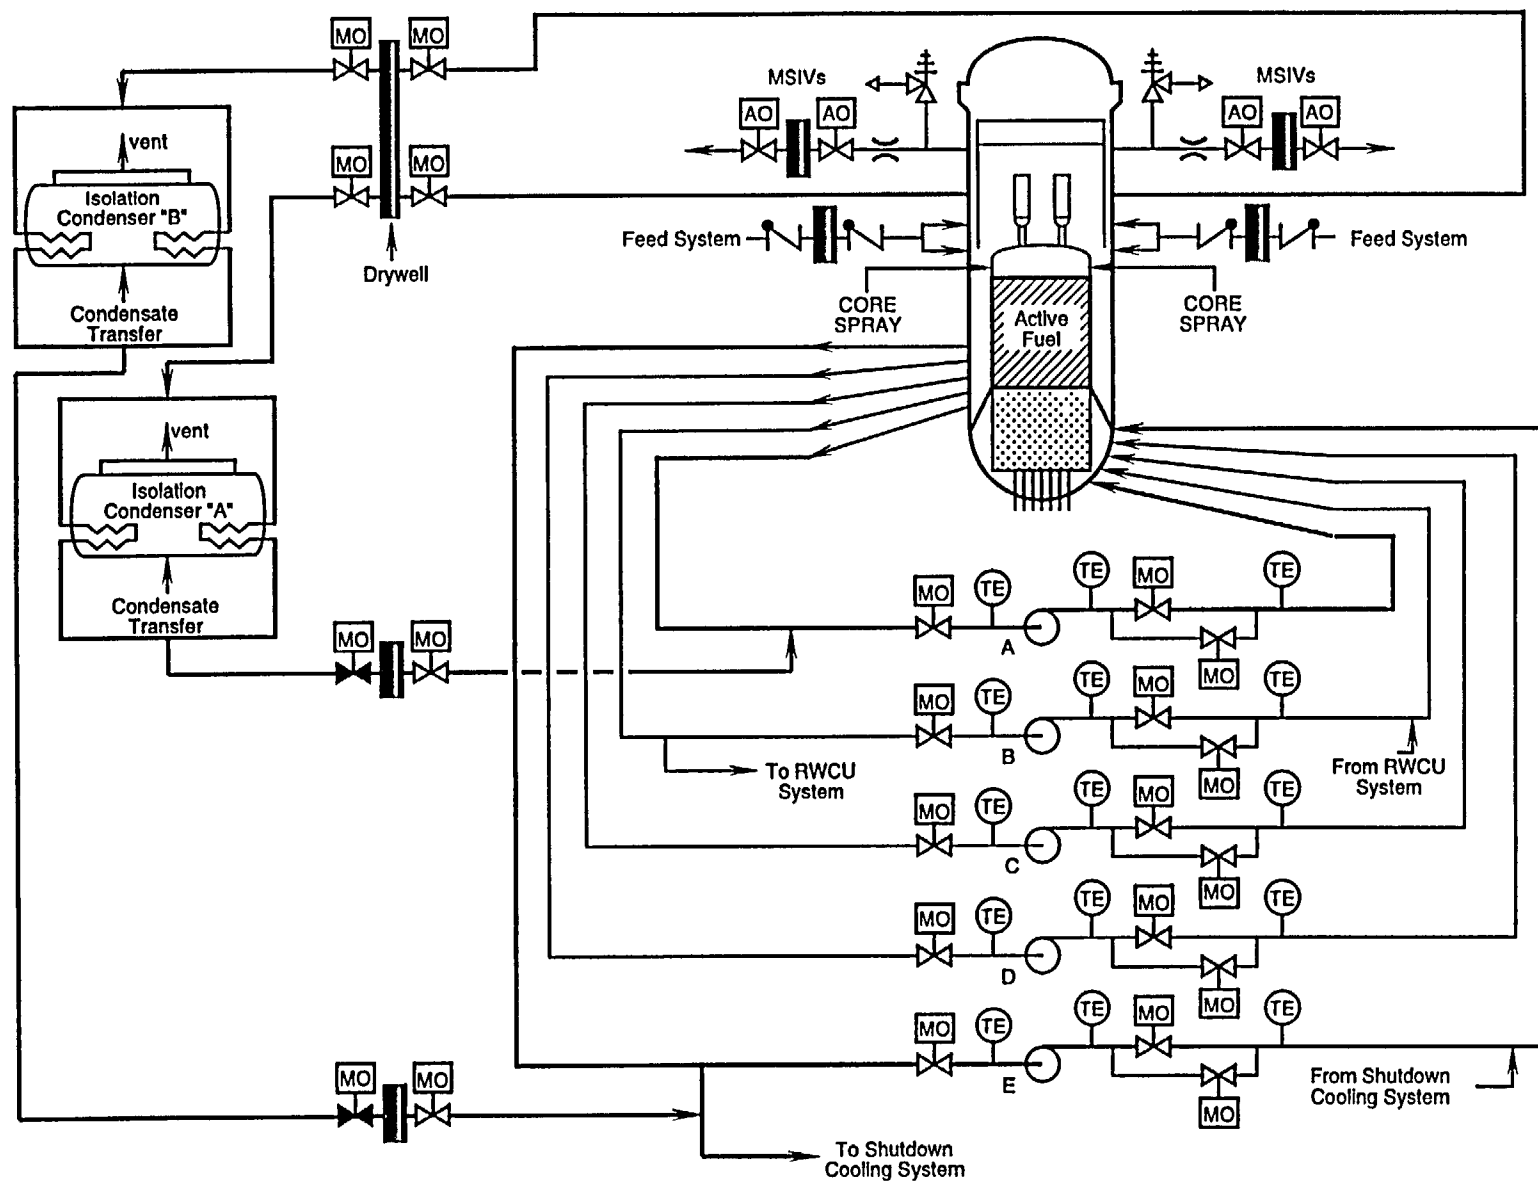 MO
MO
MSIVs
MSIVs
AO
AO
AO
AO
vent
MO
MO
Isolation
Condenser "B"
Feed System
Feed System
Drywell
Condensate
Transfer
CORE
SPRAY
CORE
SPRAY
Active
Fuel
vent
Isolation
Condenser "A"
Condensate
Transfer
MO
MO
MO
TE
TE
MO
TE
A
MO
MO
TE
TE
MO
TE
B
MO
To RWCU
System
From RWCU
System
MO
TE
TE
MO
TE
C
MO
MO
TE
TE
MO
TE
D
MO
MO
TE
TE
MO
TE
E
MO
From Shutdown
Cooling System
MO
MO
To Shutdown
Cooling System